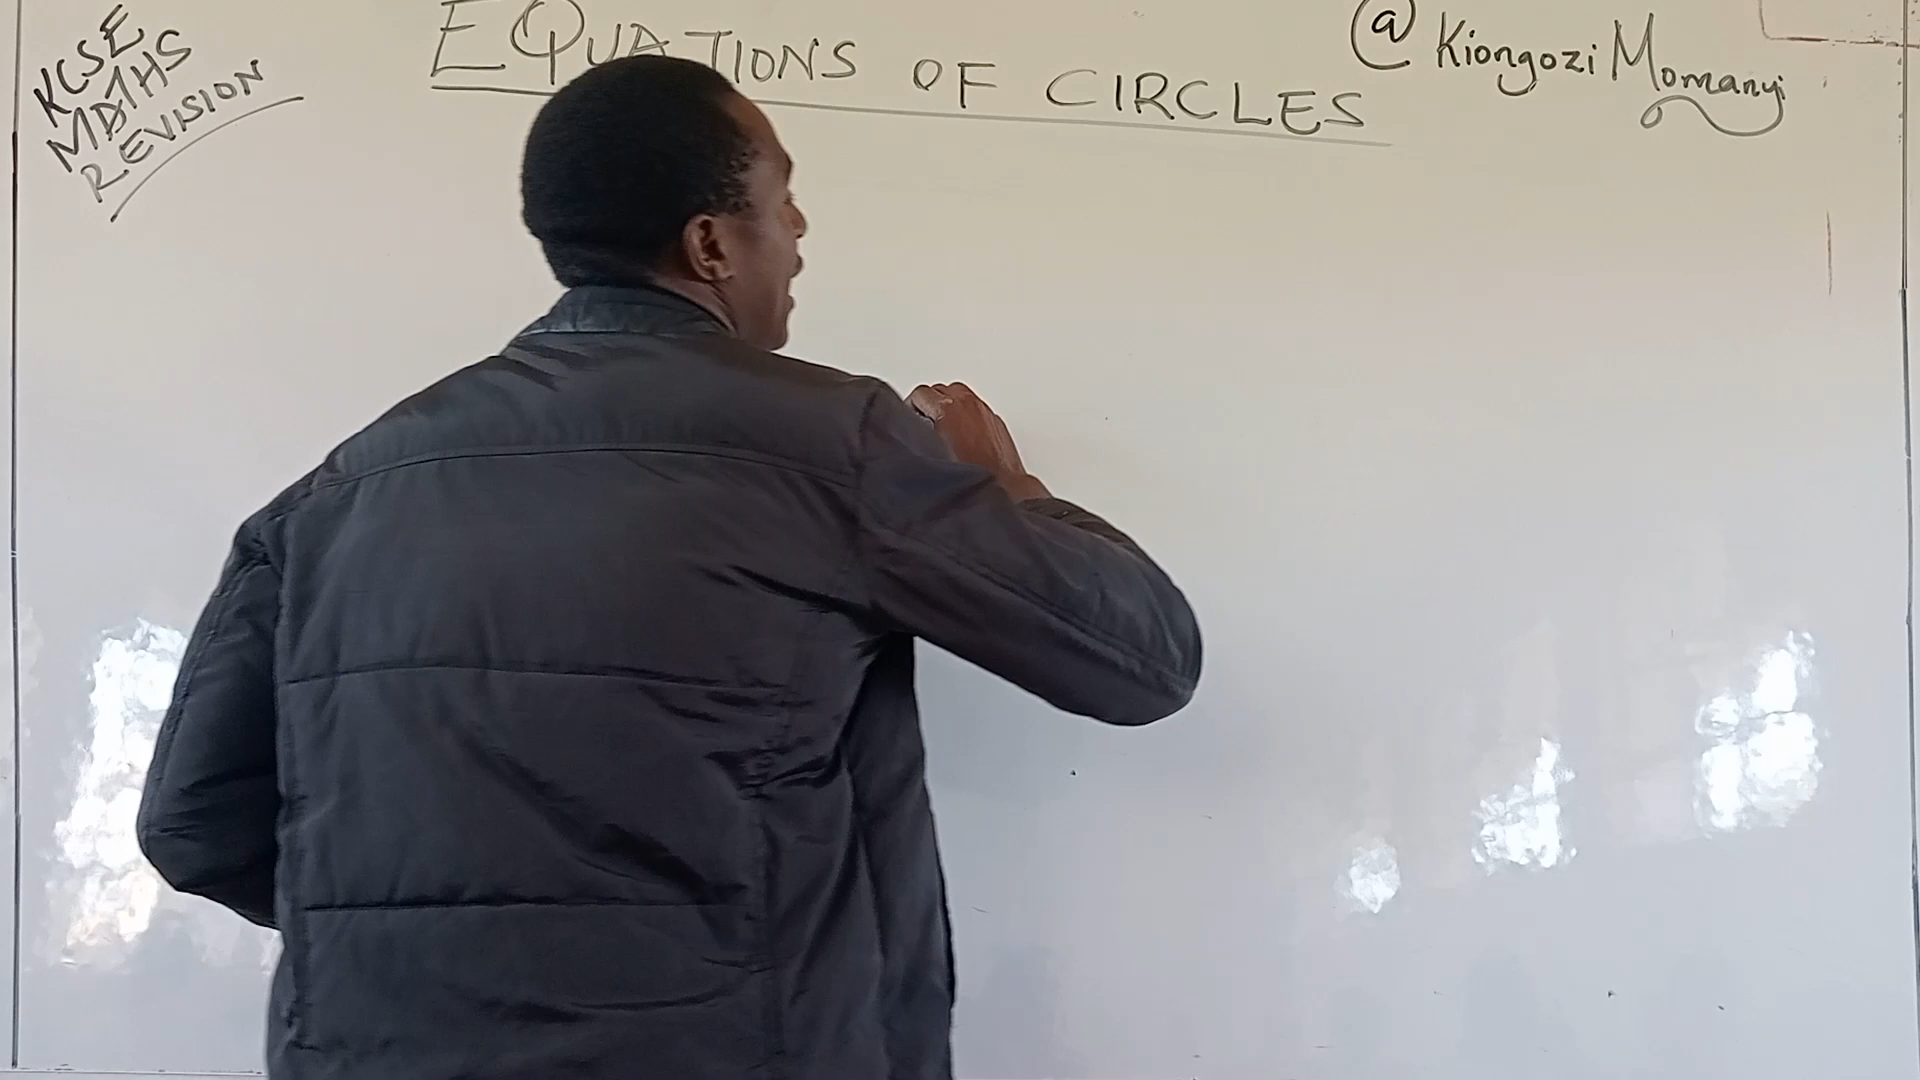 KCSE
MATHS
REVISION
EQUATIONS OF CIRCLES
@ Kiongozi Momanyi